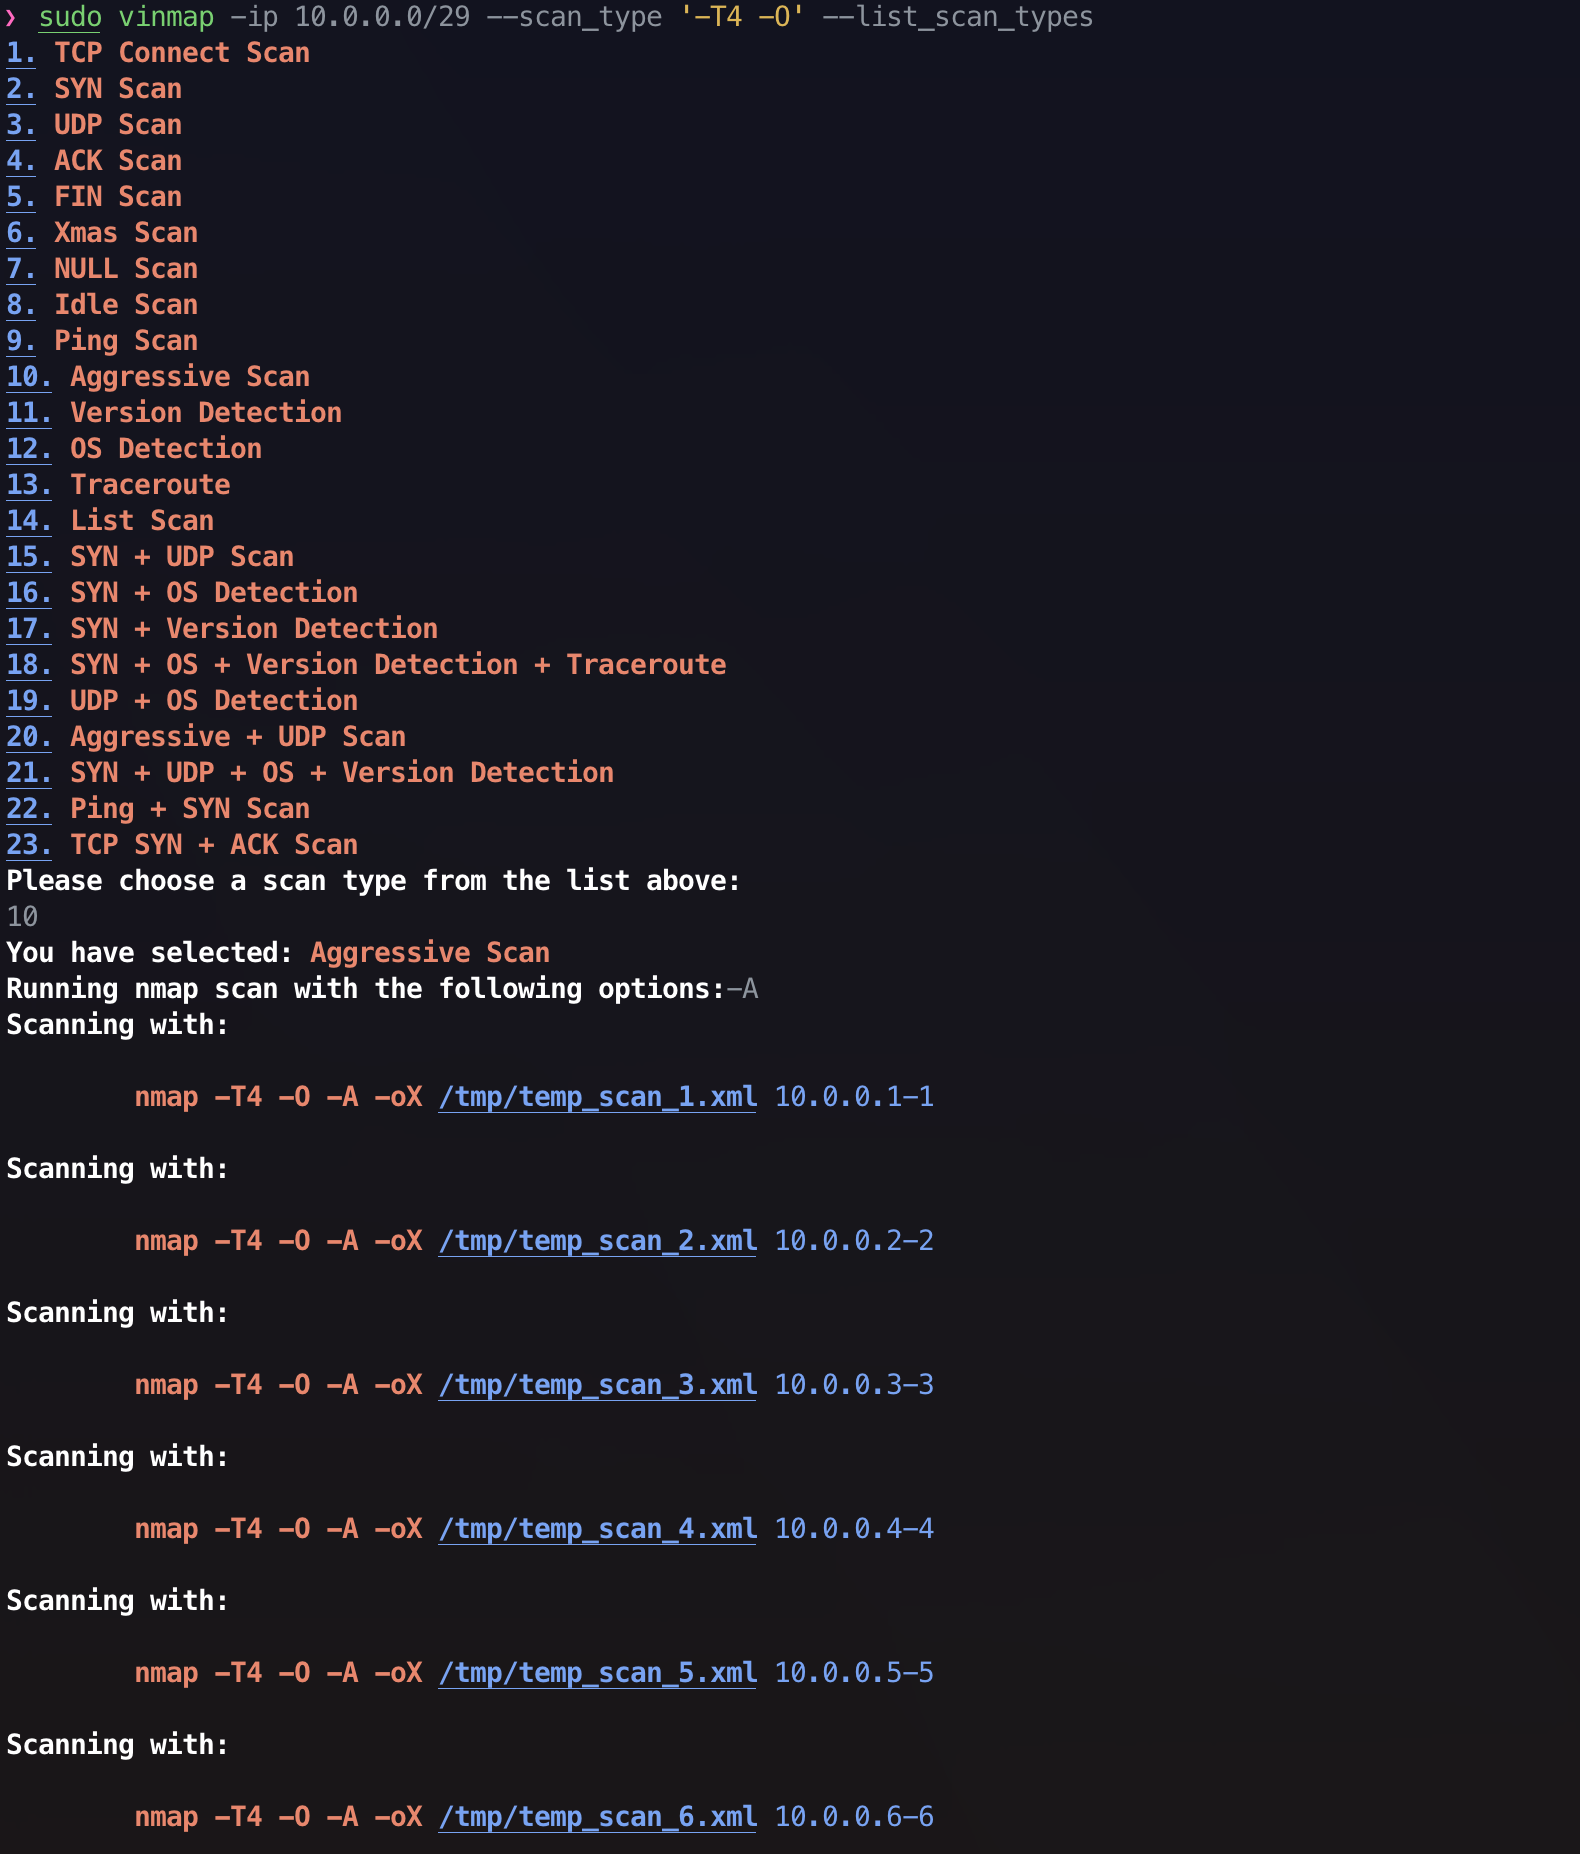 ❯ sudo vinmap -ip 10.0.0.0/29 --scan_type '-T4 -O' --list_scan_types
1. TCP Connect Scan
2. SYN Scan
3. UDP Scan
4. ACK Scan
5. FIN Scan
6. Xmas Scan
7. NULL Scan
8. Idle Scan
9. Ping Scan
10. Aggressive Scan
11. Version Detection
12. OS Detection
13. Traceroute
14. List Scan
15. SYN + UDP Scan
16. SYN + OS Detection
17. SYN + Version Detection
18. SYN + OS + Version Detection + Traceroute
19. UDP + OS Detection
20. Aggressive + UDP Scan
21. SYN + UDP + OS + Version Detection
22. Ping + SYN Scan
23. TCP SYN + ACK Scan
Please choose a scan type from the list above:
10
You have selected: Aggressive Scan
Running nmap scan with the following options:-A
Scanning with:
nmap -T4 -O -A -oX /tmp/temp_scan_1.xml 10.0.0.1-1
Scanning with:
nmap -T4 -O -A -oX /tmp/temp_scan_2.xml 10.0.0.2-2
Scanning with:
nmap -T4 -O -A -oX /tmp/temp_scan_3.xml 10.0.0.3-3
Scanning with:
nmap -T4 -O -A -oX /tmp/temp_scan_4.xml 10.0.0.4-4
Scanning with:
nmap -T4 -O -A -oX /tmp/temp_scan_5.xml 10.0.0.5-5
Scanning with:
nmap -T4 -O -A -oX /tmp/temp_scan_6.xml 10.0.0.6-6